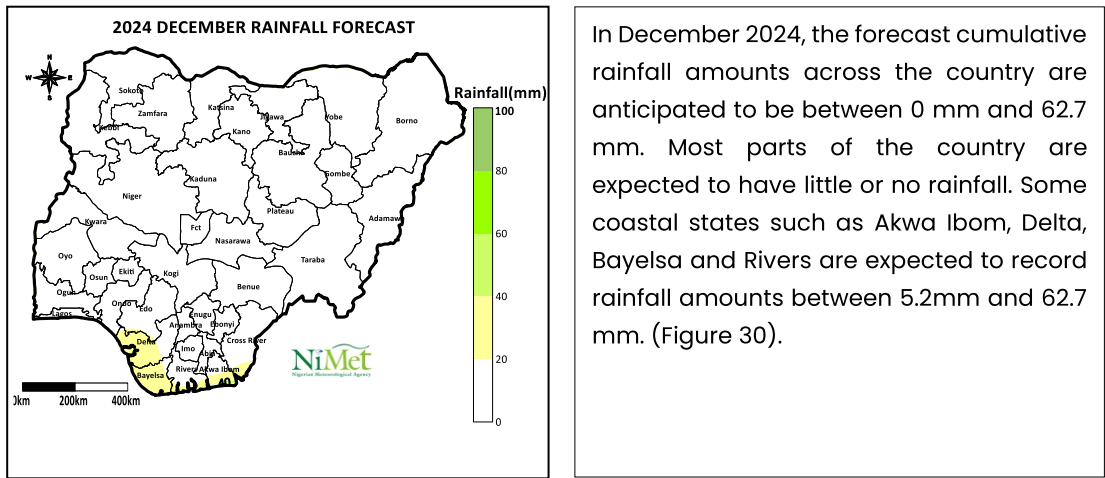 2024 DECEMBER RAINFALL FORECAST
N
W E
S
Rainfall(mm)
100
80
60
40
20
0
Sokoto
Zamfara
Katsina
Jigawa
Yobe
Borno
Kebbi
Kano
Bauchi
Gombe
Kaduna
Niger
Plateau
Adamawa
Kwara
Fct
Nasarawa
Oyo
Taraba
Osun
Ekiti
Kogi
Benue
Ogun
Ondo
Edo
Lagos
Enugu
Anambra
Ebonyi
Delta
Imo
Abia
Cross River
Bayelsa
Rivers
Akwa Ibom
NiMet
Nigerian Meteorological Agency
0km 200km 400km
In December 2024, the forecast cumulative
rainfall amounts across the country are
anticipated to be between 0 mm and 62.7
mm. Most parts of the country are
expected to have little or no rainfall. Some
coastal states such as Akwa Ibom, Delta,
Bayelsa and Rivers are expected to record
rainfall amounts between 5.2mm and 62.7
mm. (Figure 30).